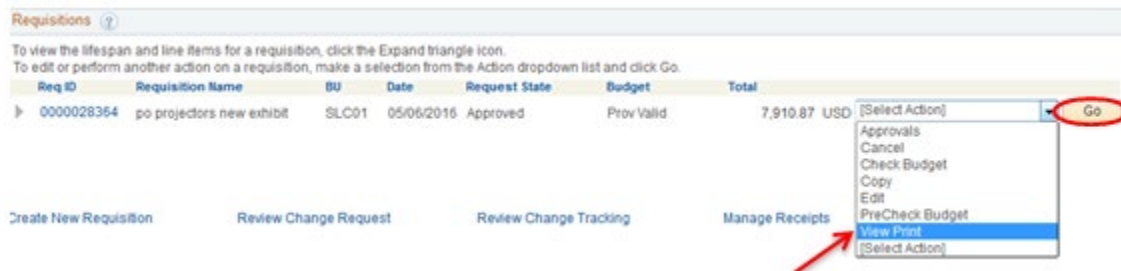 Requisitions ?
To view the lifespan and line items for a requisition, click the Expand triangle icon.
To edit or perform another action on a requisition, make a selection from the Action dropdown list and click Go.
Req ID Requisition Name BU Date Request State Budget Total
0000028364 po projectors new exhibit SLC01 05/06/2016 Approved Prov Valid 7,910.87 USD [Select Action] Go
Approvals
Cancel
Check Budget
Copy
Edit
PreCheck Budget
View Print
[Select Action]
Create New Requisition Review Change Request Review Change Tracking Manage Receipts